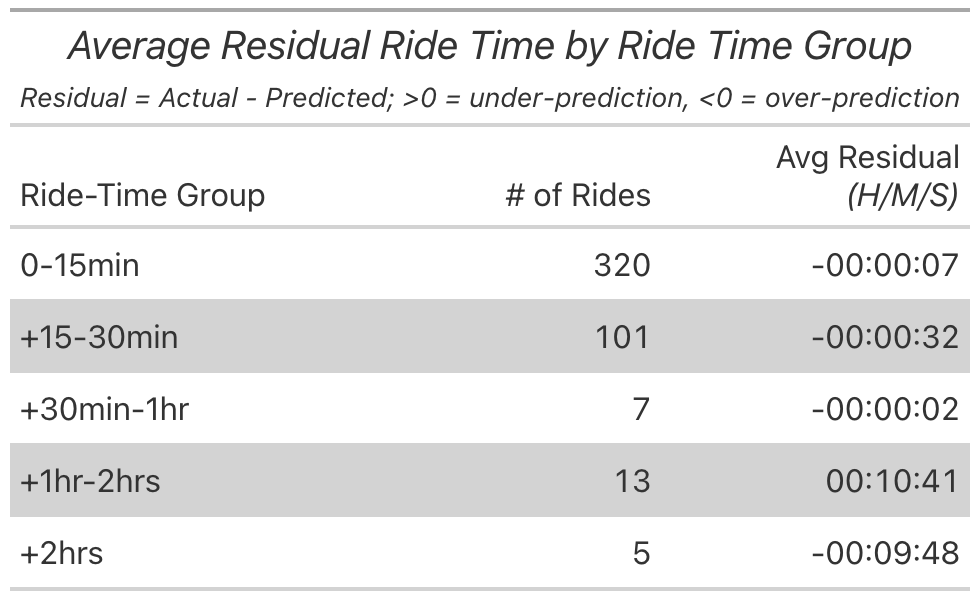 Average Residual Ride Time by Ride Time Group
Residual = Actual - Predicted; >0 = under-prediction, <0 = over-prediction
Ride-Time Group # of Rides Avg Residual (H/M/S)
0-15min 320 -00:00:07
+15-30min 101 -00:00:32
+30min-1hr 7 -00:00:02
+1hr-2hrs 13 00:10:41
+2hrs 5 -00:09:48